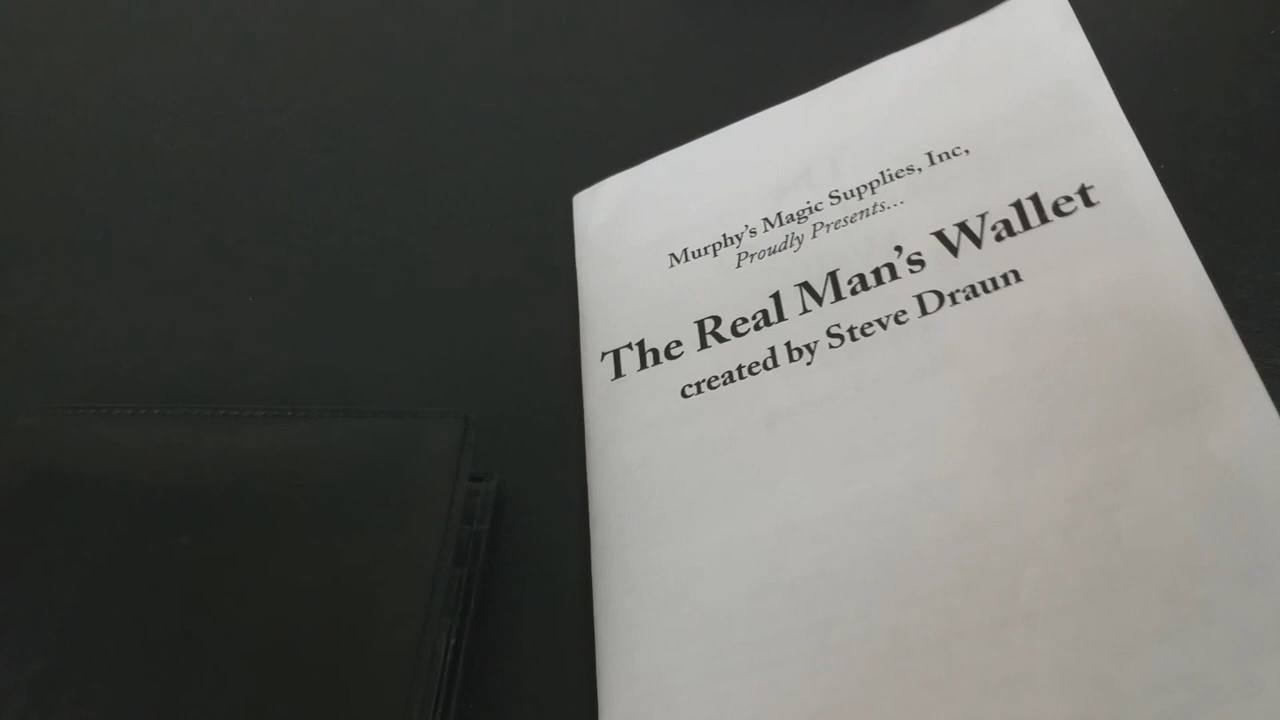 Murphy's Magic Supplies, Inc,
Proudly Presents...
The Real Man's Wallet
created by Steve Draun